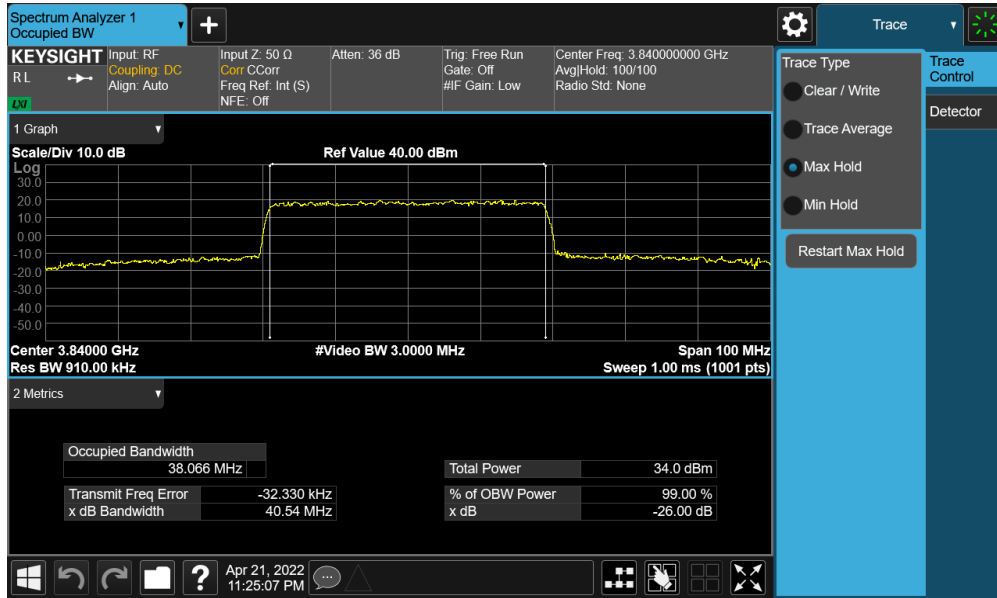 Spectrum Analyzer 1
Occupied BW
+
Trace
KEYSIGHT
R L
LXI
Input: RF
Coupling: DC
Align: Auto
Input Z: 50 Ω
Corr CCorr
Freq Ref: Int (S)
NFE: Off
Atten: 36 dB
Trig: Free Run
Gate: Off
#IF Gain: Low
Center Freq: 3.840000000 GHz
Avg|Hold: 100/100
Radio Std: None
Trace Type
Clear / Write
Trace Average
Max Hold
Min Hold
Restart Max Hold
Trace
Control
Detector
1 Graph
Scale/Div 10.0 dB
Ref Value 40.00 dBm
Log
30.0
20.0
10.0
0.00
-10.0
-20.0
-30.0
-40.0
-50.0
Center 3.84000 GHz
#Video BW 3.0000 MHz
Span 100 MHz
Res BW 910.00 kHz
Sweep 1.00 ms (1001 pts)
2 Metrics
Occupied Bandwidth
38.066 MHz
Total Power 34.0 dBm
Transmit Freq Error -32.330 kHz
% of OBW Power 99.00 %
x dB Bandwidth 40.54 MHz
x dB -26.00 dB
?
Apr 21, 2022
11:25:07 PM